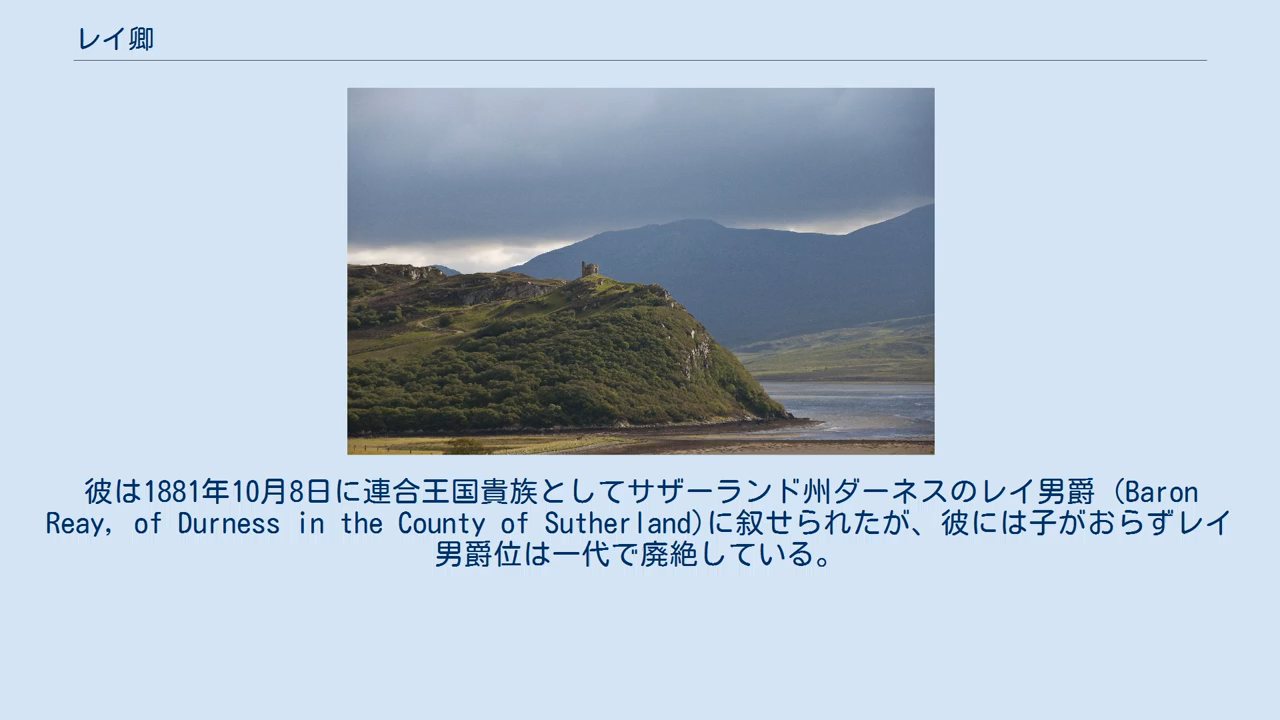 レイ卿
彼は1881年10月8日に連合王国貴族としてサザーランド州ダーネスのレイ男爵 (Baron
Reay, of Durness in the County of Sutherland)に叙せられたが、彼には子がおらずレイ
男爵位は一代で廃絶している。